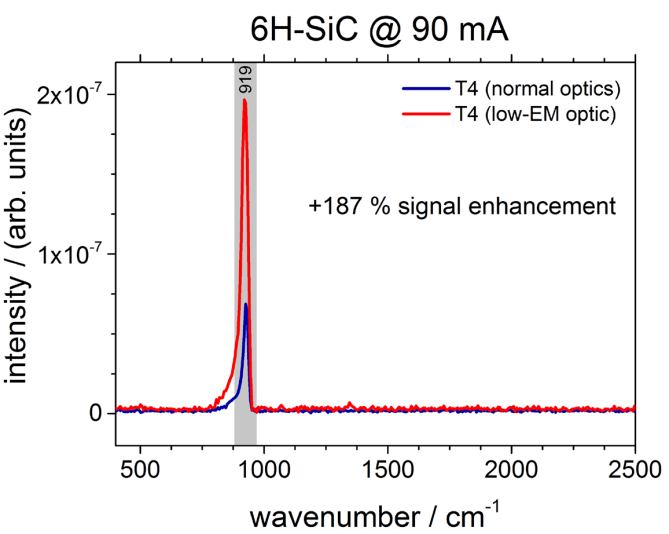 6H-SiC @ 90 mA
919
T4 (normal optics)
T4 (low-EM optic)
+187 % signal enhancement
2x10⁻⁷
1x10⁻⁷
0
intensity / (arb. units)
500 1000 1500 2000 2500
wavenumber / cm⁻¹